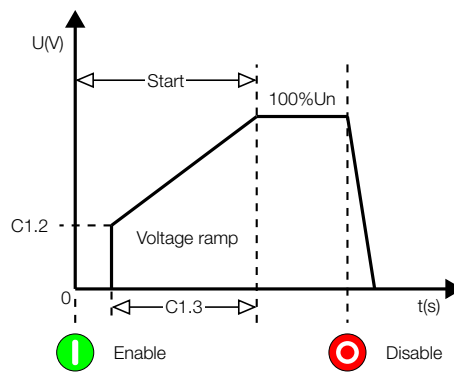 U(V)
Start
100%Un
C1.2
Voltage ramp
0
C1.3
t(s)
Enable
Disable